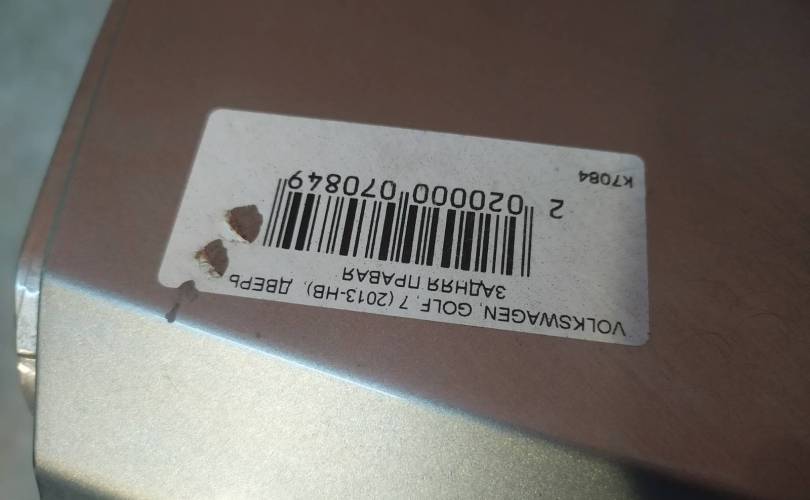 VOLKSWAGEN, GOLF, 7 (2013-НВ), ДВЕРЬ
ЗАДНЯЯ ПРАВАЯ
2 020000 070849
K7084